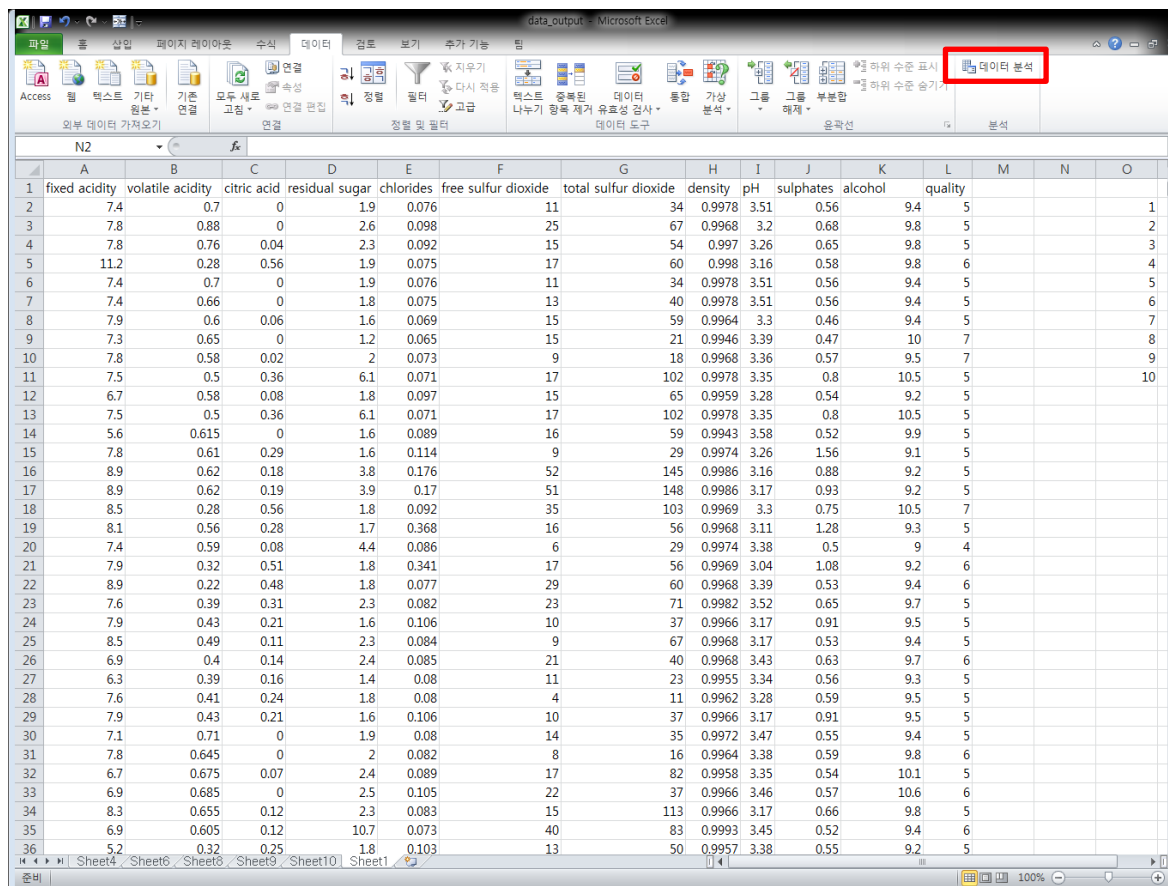 data_output - Microsoft Excel
파일 홈 삽입 페이지 레이아웃 수식 데이터 검토 보기 추가 기능 팀
Access 웹 텍스트 기타 원본 기존 연결 모두 새로 고침 연결 속성 연결 편집 정렬 필터 지우기 다시 적용 고급 텍스트 나누기 중복된 항목 제거 데이터 유효성 검사 통합 가상 분석 그룹 그룹 해제 부분합 하위 수준 표시 하위 수준 숨기기 데이터 분석
외부 데이터 가져오기 연결 정렬 및 필터 데이터 도구 윤곽선 분석
N2 fx
A B C D E F G H I J K L M N O
1 fixed acidity volatile acidity citric acid residual sugar chlorides free sulfur dioxide total sulfur dioxide density pH sulphates alcohol quality
2 7.4 0.7 0 1.9 0.076 11 34 0.9978 3.51 0.56 9.4 5 1
3 7.8 0.88 0 2.6 0.098 25 67 0.9968 3.2 0.68 9.8 5 2
4 7.8 0.76 0.04 2.3 0.092 15 54 0.997 3.26 0.65 9.8 5 3
5 11.2 0.28 0.56 1.9 0.075 17 60 0.998 3.16 0.58 9.8 6 4
6 7.4 0.7 0 1.9 0.076 11 34 0.9978 3.51 0.56 9.4 5 5
7 7.4 0.66 0 1.8 0.075 13 40 0.9978 3.51 0.56 9.4 5 6
8 7.9 0.6 0.06 1.6 0.069 15 59 0.9964 3.3 0.46 9.4 5 7
9 7.3 0.65 0 1.2 0.065 15 21 0.9946 3.39 0.47 10 7 8
10 7.8 0.58 0.02 2 0.073 9 18 0.9968 3.36 0.57 9.5 7 9
11 7.5 0.5 0.36 6.1 0.071 17 102 0.9978 3.35 0.8 10.5 5 10
12 6.7 0.58 0.08 1.8 0.097 15 65 0.9959 3.28 0.54 9.2 5
13 7.5 0.5 0.36 6.1 0.071 17 102 0.9978 3.35 0.8 10.5 5
14 5.6 0.615 0 1.6 0.089 16 59 0.9943 3.58 0.52 9.9 5
15 7.8 0.61 0.29 1.6 0.114 9 29 0.9974 3.26 1.56 9.1 5
16 8.9 0.62 0.18 3.8 0.176 52 145 0.9986 3.16 0.88 9.2 5
17 8.9 0.62 0.19 3.9 0.17 51 148 0.9986 3.17 0.93 9.2 5
18 8.5 0.28 0.56 1.8 0.092 35 103 0.9969 3.3 0.75 10.5 7
19 8.1 0.56 0.28 1.7 0.368 16 56 0.9968 3.11 1.28 9.3 5
20 7.4 0.59 0.08 4.4 0.086 6 29 0.9974 3.38 0.5 9 4
21 7.9 0.32 0.51 1.8 0.341 17 56 0.9969 3.04 1.08 9.2 6
22 8.9 0.22 0.48 1.8 0.077 29 60 0.9968 3.39 0.53 9.4 6
23 7.6 0.39 0.31 2.3 0.082 23 71 0.9982 3.52 0.65 9.7 5
24 7.9 0.43 0.21 1.6 0.106 10 37 0.9966 3.17 0.91 9.5 5
25 8.5 0.49 0.11 2.3 0.084 9 67 0.9968 3.17 0.53 9.4 5
26 6.9 0.4 0.14 2.4 0.085 21 40 0.9968 3.43 0.63 9.7 6
27 6.3 0.39 0.16 1.4 0.08 11 23 0.9955 3.34 0.56 9.3 5
28 7.6 0.41 0.24 1.8 0.08 4 11 0.9962 3.28 0.59 9.5 5
29 7.9 0.43 0.21 1.6 0.106 10 37 0.9966 3.17 0.91 9.5 5
30 7.1 0.71 0 1.9 0.08 14 35 0.9972 3.47 0.55 9.4 5
31 7.8 0.645 0 2 0.082 8 16 0.9964 3.38 0.59 9.8 6
32 6.7 0.675 0.07 2.4 0.089 17 82 0.9958 3.35 0.54 10.1 5
33 6.9 0.685 0 2.5 0.105 22 37 0.9966 3.46 0.57 10.6 6
34 8.3 0.655 0.12 2.3 0.083 15 113 0.9966 3.17 0.66 9.8 5
35 6.9 0.605 0.12 10.7 0.073 40 83 0.9993 3.45 0.52 9.4 6
36 5.2 0.32 0.25 1.8 0.103 13 50 0.9957 3.38 0.55 9.2 5
Sheet4 Sheet6 Sheet8 Sheet9 Sheet10 Sheet1
준비 100%